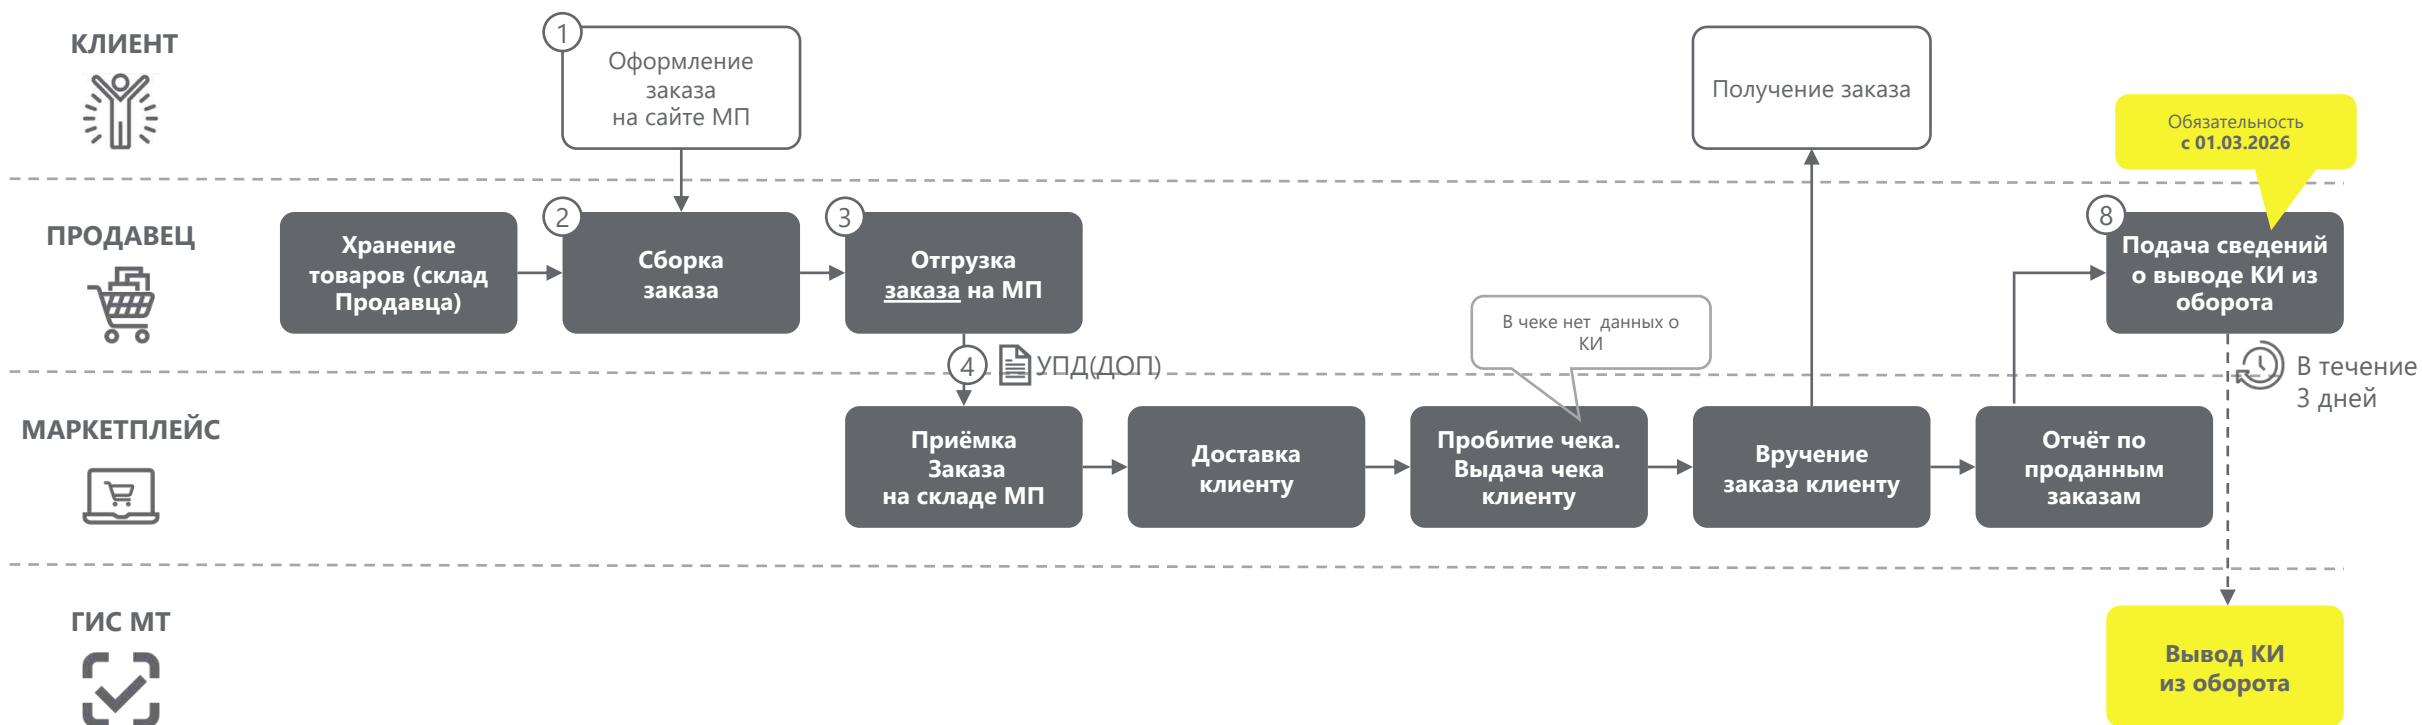 КЛИЕНТ
1
Оформление
заказа
на сайте МП
Получение заказа
Обязательность
с 01.03.2026
ПРОДАВЕЦ
Хранение
товаров (склад
Продавца)
2
Сборка
заказа
3
Отгрузка
заказа на МП
8
Подача сведений
о выводе КИ из
оборота
4
УПД(ДОП)
В чеке нет данных о
КИ
В течение
3 дней
МАРКЕТПЛЕЙС
Приёмка
Заказа
на складе МП
Доставка
клиенту
Пробитие чека.
Выдача чека
клиенту
Вручение
заказа клиенту
Отчёт по
проданным
заказам
ГИС МТ
Вывод КИ
из оборота